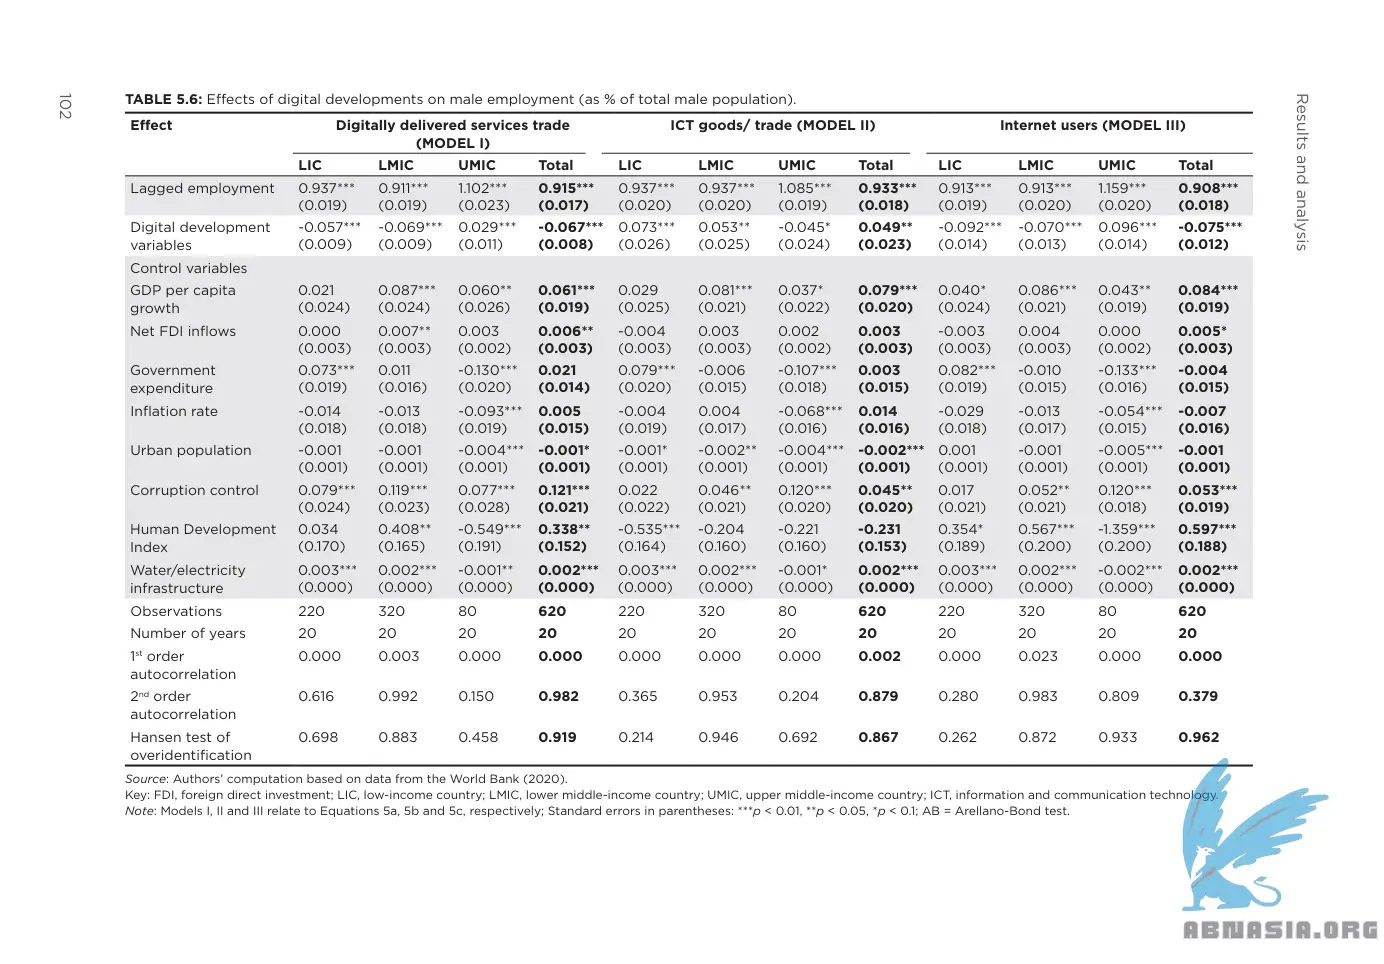 102
Results and analysis
TABLE 5.6: Effects of digital developments on male employment (as % of total male population).
Effect Digitally delivered services trade ICT goods/ trade (MODEL II) Internet users (MODEL III)
(MODEL I)
LIC LMIC UMIC Total LIC LMIC UMIC Total LIC LMIC UMIC Total
Lagged employment 0.937*** 0.911*** 1.102*** 0.915*** 0.937*** 0.937*** 1.085*** 0.933*** 0.913*** 0.913*** 1.159*** 0.908***
(0.019) (0.019) (0.023) (0.017) (0.020) (0.020) (0.019) (0.018) (0.019) (0.020) (0.020) (0.018)
Digital development -0.057*** -0.069*** 0.029*** -0.067*** 0.073*** 0.053** -0.045* 0.049** -0.092*** -0.070*** 0.096*** -0.075***
variables (0.009) (0.009) (0.011) (0.008) (0.026) (0.025) (0.024) (0.023) (0.014) (0.013) (0.014) (0.012)
Control variables
GDP per capita 0.021 0.087*** 0.060** 0.061*** 0.029 0.081*** 0.037* 0.079*** 0.040* 0.086*** 0.043** 0.084***
growth (0.024) (0.024) (0.026) (0.019) (0.025) (0.021) (0.022) (0.020) (0.024) (0.021) (0.019) (0.019)
Net FDI inflows 0.000 0.007** 0.003 0.006** -0.004 0.003 0.002 0.003 -0.003 0.004 0.000 0.005*
(0.003) (0.003) (0.002) (0.003) (0.003) (0.003) (0.002) (0.003) (0.003) (0.003) (0.002) (0.003)
Government 0.073*** 0.011 -0.130*** 0.021 0.079*** -0.006 -0.107*** 0.003 0.082*** -0.010 -0.133*** -0.004
expenditure (0.019) (0.016) (0.020) (0.014) (0.020) (0.015) (0.018) (0.015) (0.019) (0.015) (0.016) (0.015)
Inflation rate -0.014 -0.013 -0.093*** 0.005 -0.004 0.004 -0.068*** 0.014 -0.029 -0.013 -0.054*** -0.007
(0.018) (0.018) (0.019) (0.015) (0.019) (0.017) (0.016) (0.016) (0.018) (0.017) (0.015) (0.016)
Urban population -0.001 -0.001 -0.004*** -0.001* -0.001* -0.002** -0.004*** -0.002*** 0.001 -0.001 -0.005*** -0.001
(0.001) (0.001) (0.001) (0.001) (0.001) (0.001) (0.001) (0.001) (0.001) (0.001) (0.001) (0.001)
Corruption control 0.079*** 0.119*** 0.077*** 0.121*** 0.022 0.046** 0.120*** 0.045** 0.017 0.052** 0.120*** 0.053***
(0.024) (0.023) (0.028) (0.021) (0.022) (0.021) (0.020) (0.020) (0.021) (0.021) (0.018) (0.019)
Human Development 0.034 0.408** -0.549*** 0.338** -0.535*** -0.204 -0.221 -0.231 0.354* 0.567*** -1.359*** 0.597***
Index (0.170) (0.165) (0.191) (0.152) (0.164) (0.160) (0.160) (0.153) (0.189) (0.200) (0.200) (0.188)
Water/electricity 0.003*** 0.002*** -0.001** 0.002*** 0.003*** 0.002*** -0.001* 0.002*** 0.003*** 0.002*** -0.002*** 0.002***
infrastructure (0.000) (0.000) (0.000) (0.000) (0.000) (0.000) (0.000) (0.000) (0.000) (0.000) (0.000) (0.000)
Observations 220 320 80 620 220 320 80 620 220 320 80 620
Number of years 20 20 20 20 20 20 20 20 20 20 20 20
1st order 0.000 0.003 0.000 0.000 0.000 0.000 0.000 0.002 0.000 0.023 0.000 0.000
autocorrelation
2nd order 0.616 0.992 0.150 0.982 0.365 0.953 0.204 0.879 0.280 0.983 0.809 0.379
autocorrelation
Hansen test of 0.698 0.883 0.458 0.919 0.214 0.946 0.692 0.867 0.262 0.872 0.933 0.962
overidentification
Source: Authors' computation based on data from the World Bank (2020).
Key: FDI, foreign direct investment; LIC, low-income country; LMIC, lower middle-income country; UMIC, upper middle-income country; ICT, information and communication technology.
Note: Models I, II and III relate to Equations 5a, 5b and 5c, respectively; Standard errors in parentheses: ***p < 0.01, **p < 0.05, *p < 0.1; AB = Arellano-Bond test.
ABNASIA.ORG